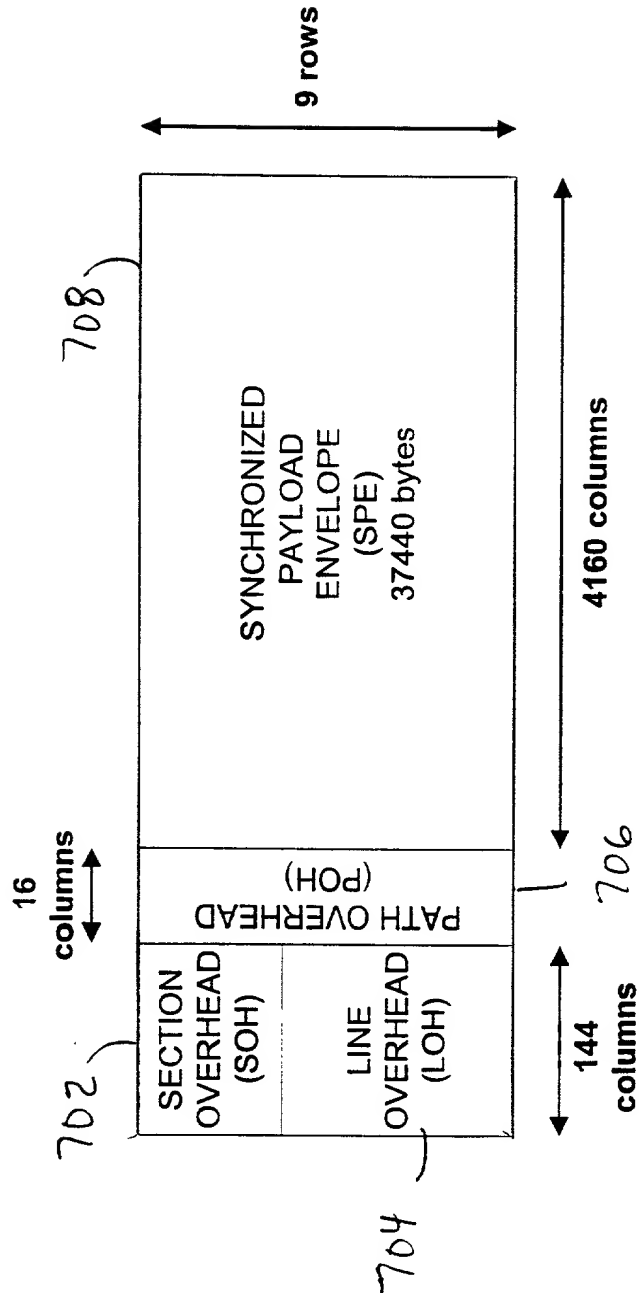 16
columns
702
708
SECTION
OVERHEAD
(SOH)
LINE
OVERHEAD
(LOH)
PATH OVERHEAD
(POH)
SYNCHRONIZED
PAYLOAD
ENVELOPE
(SPE)
37440 bytes
9 rows
704
144
columns
706
4160 columns